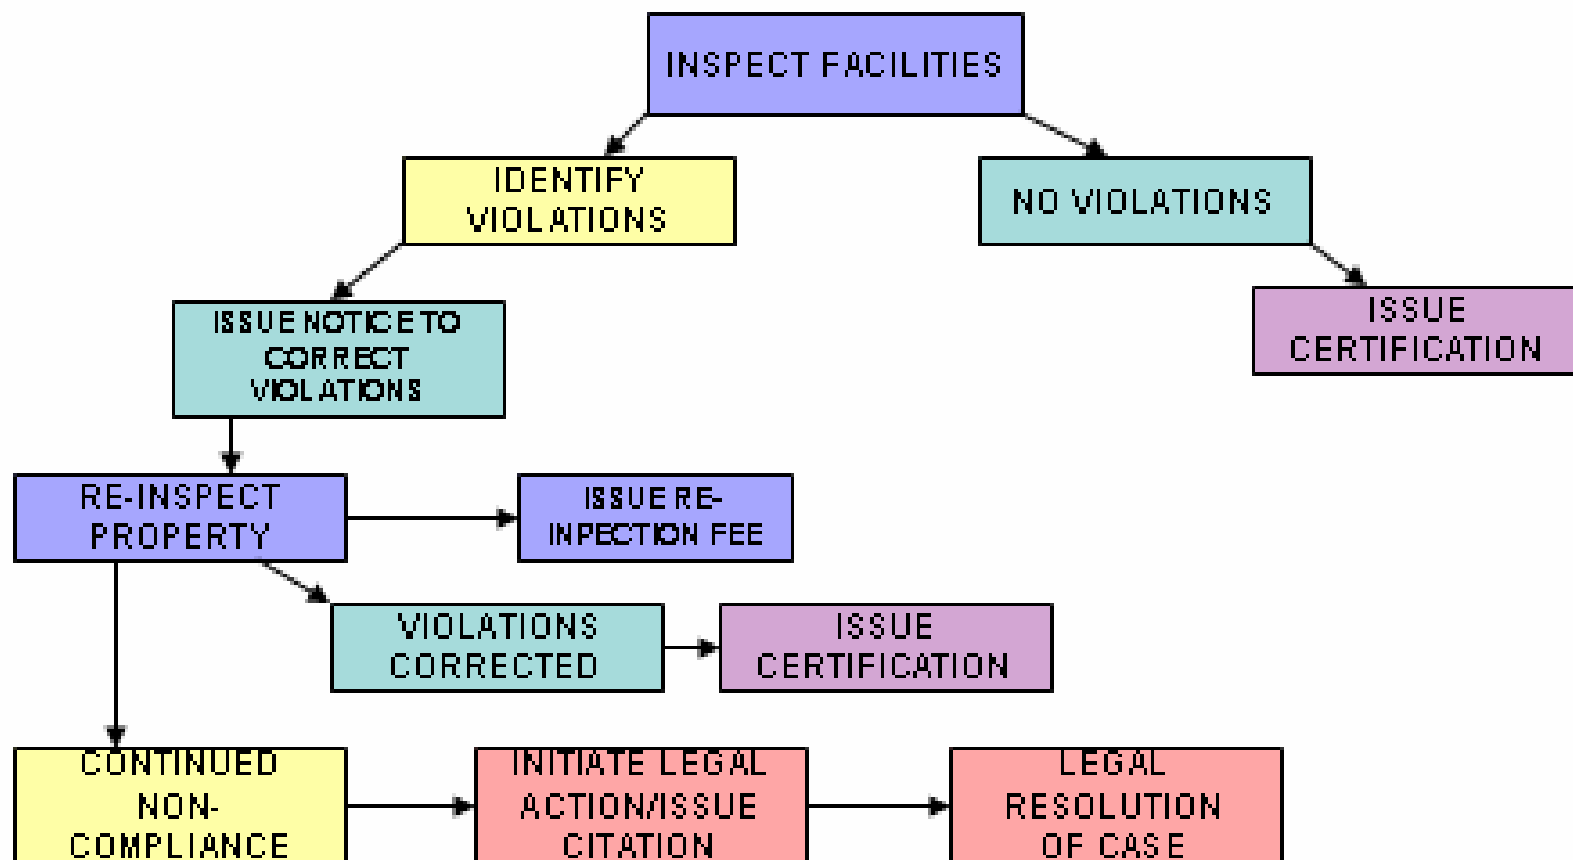 INSPECT FACILITIES
IDENTIFY
VIOLATIONS
NO VIOLATIONS
ISSUE NOTICE TO
CORRECT
VIOLATIONS
ISSUE
CERTIFICATION
RE-INSPECT
PROPERTY
ISSUE RE-
INPECTION FEE
VIOLATIONS
CORRECTED
ISSUE
CERTIFICATION
CONTINUED
NON-
COMPLIANCE
INITIATE LEGAL
ACTION/ISSUE
CITATION
LEGAL
RESOLUTION
OF CASE